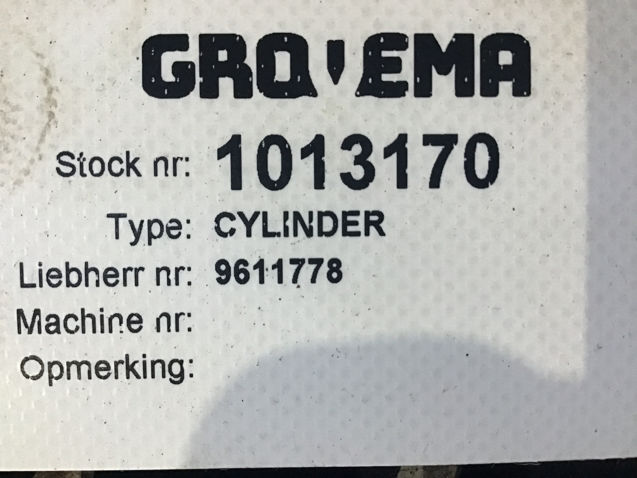 GROVEMA
Stock nr: 1013170
Type: CYLINDER
Liebherr nr: 9611778
Machine nr:
Opmerking: